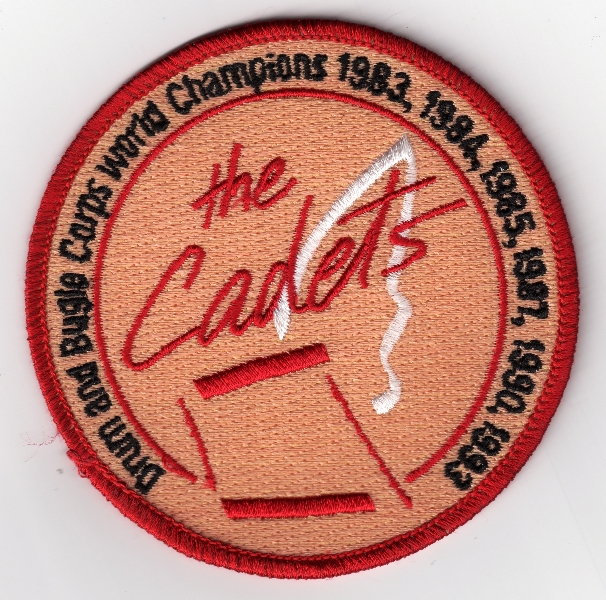 Drum and Bugle Corps world Champions 1983, 1984, 1985, 1987, 1990, 1993
the
Cadets